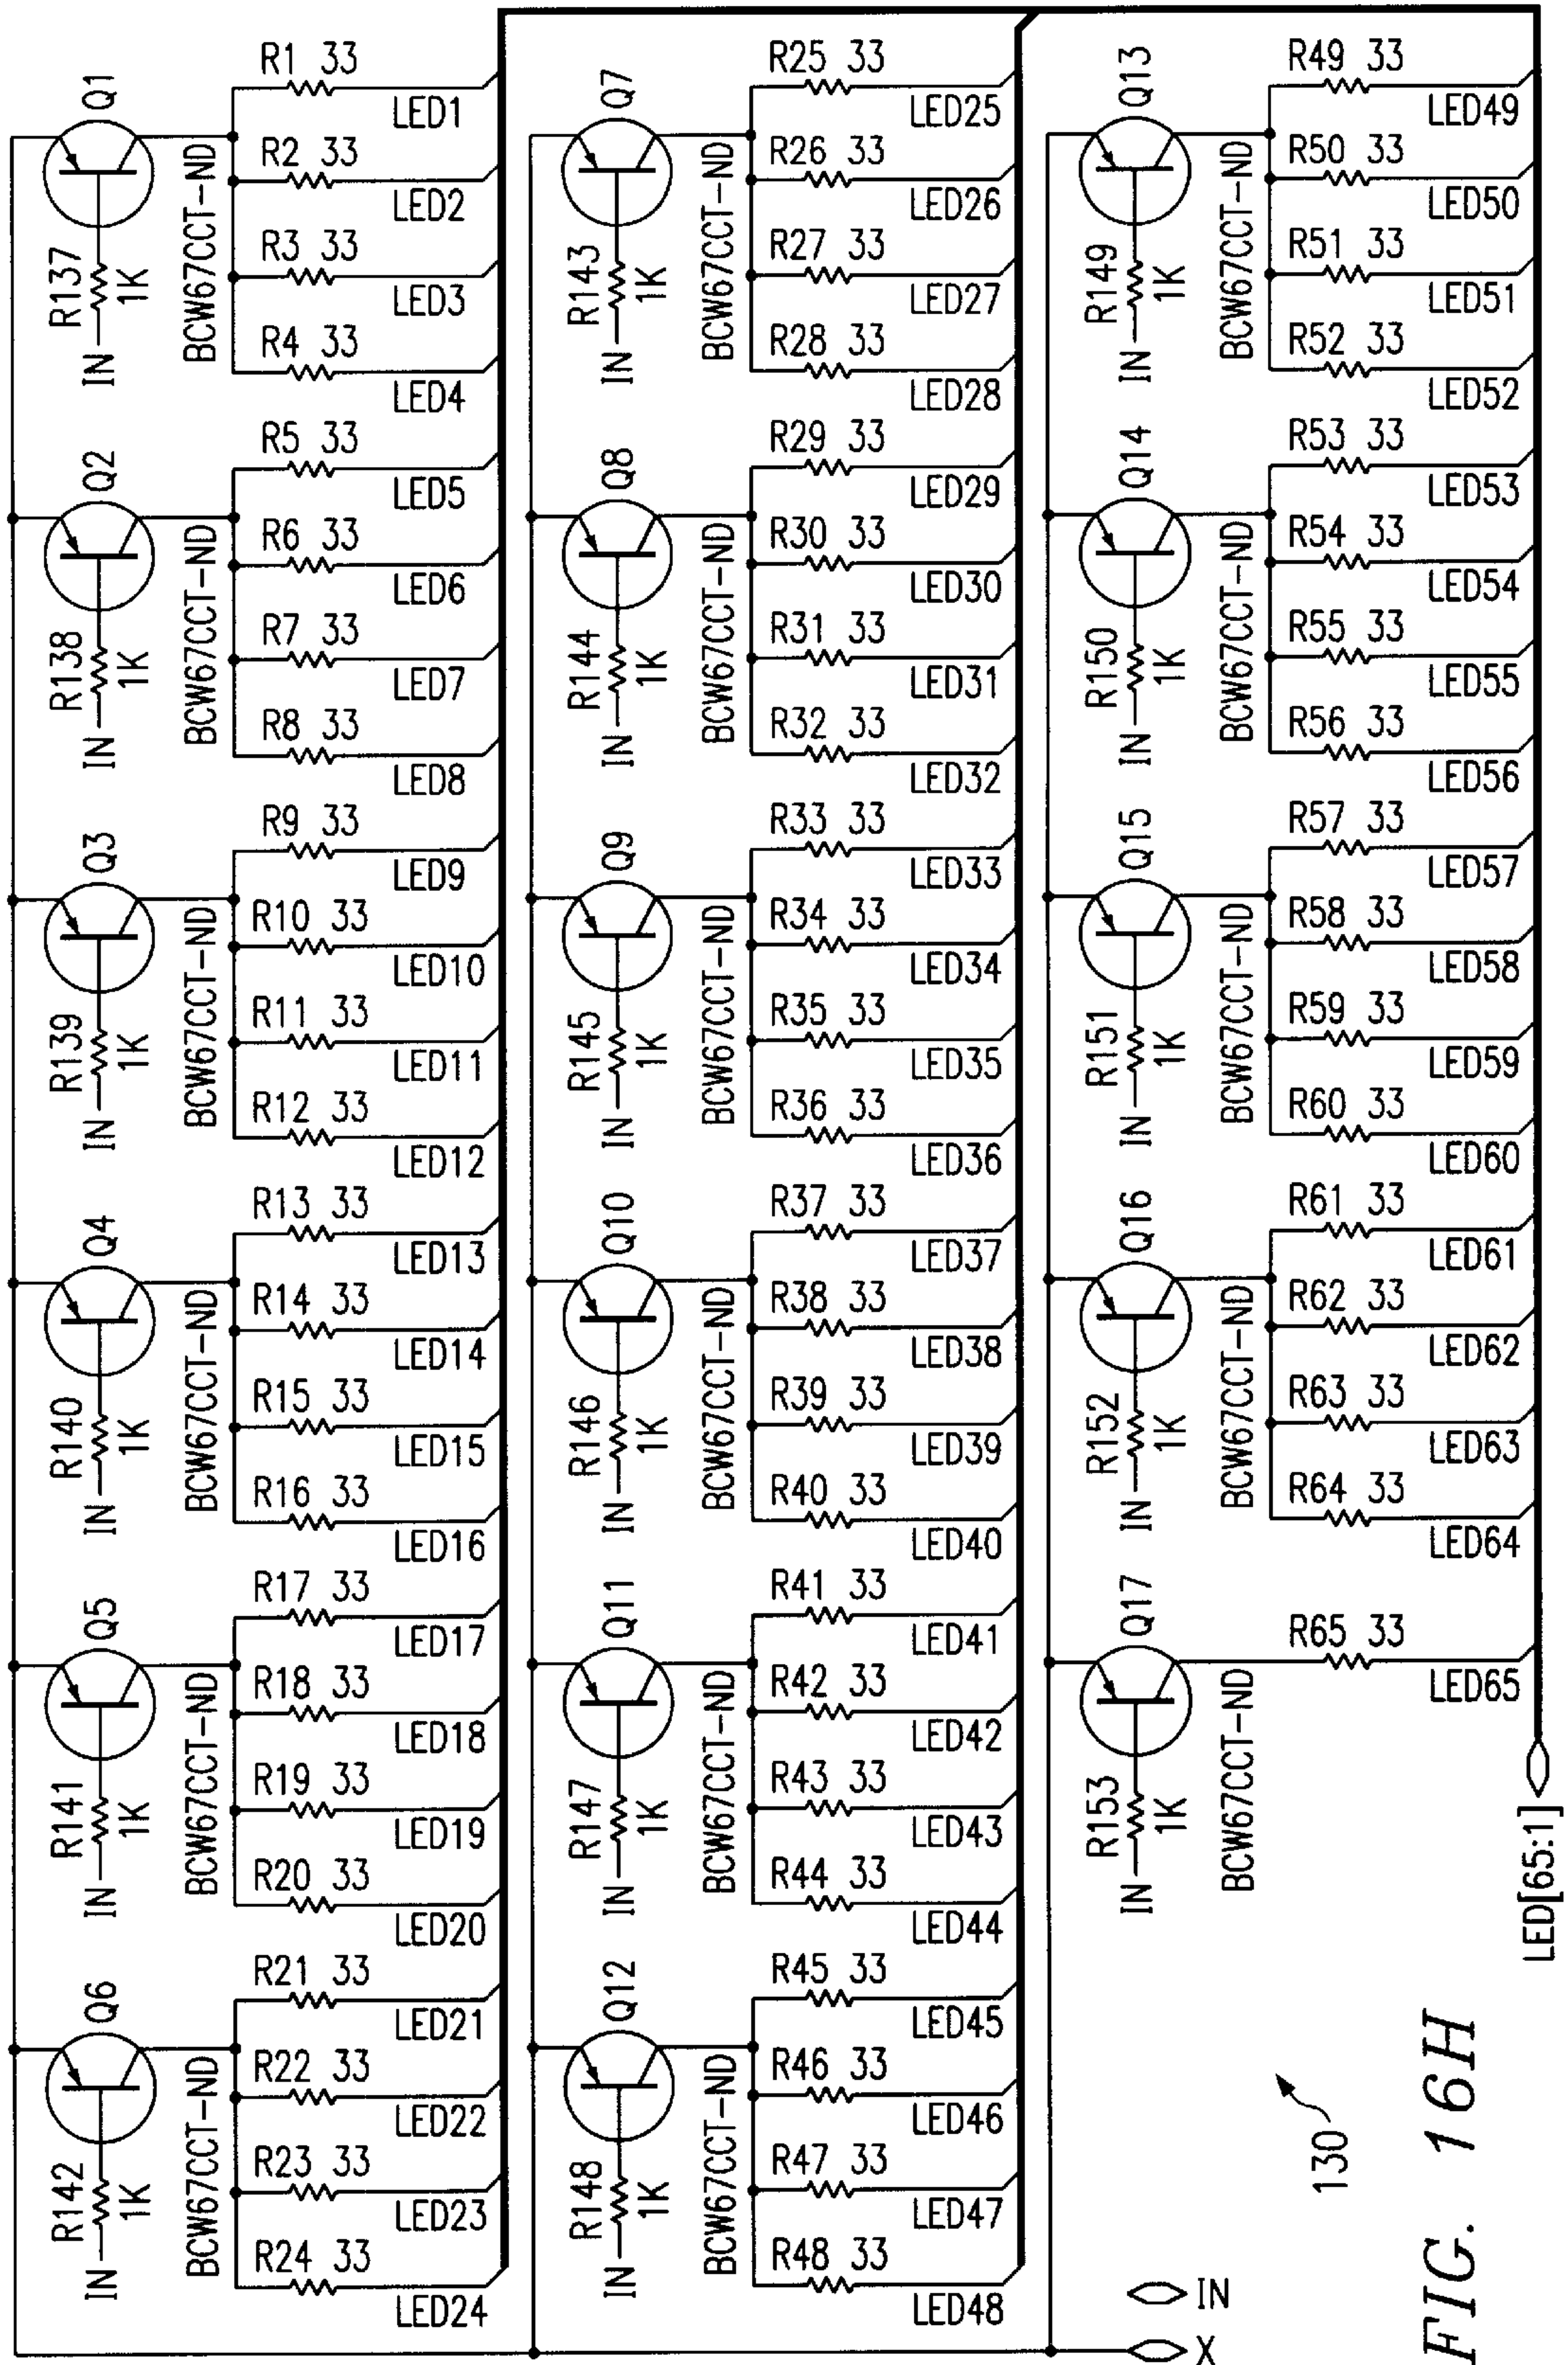 Q1
R137
1K
IN
BCW67CCT-ND
R1 33
LED1
R2 33
LED2
R3 33
LED3
R4 33
LED4
Q2
R138
1K
IN
BCW67CCT-ND
R5 33
LED5
R6 33
LED6
R7 33
LED7
R8 33
LED8
Q3
R139
1K
IN
BCW67CCT-ND
R9 33
LED9
R10 33
LED10
R11 33
LED11
R12 33
LED12
Q4
R140
1K
IN
BCW67CCT-ND
R13 33
LED13
R14 33
LED14
R15 33
LED15
R16 33
LED16
Q5
R141
1K
IN
BCW67CCT-ND
R17 33
LED17
R18 33
LED18
R19 33
LED19
R20 33
LED20
Q6
R142
1K
IN
BCW67CCT-ND
R21 33
LED21
R22 33
LED22
R23 33
LED23
R24 33
LED24
Q7
R143
1K
IN
BCW67CCT-ND
R25 33
LED25
R26 33
LED26
R27 33
LED27
R28 33
LED28
Q8
R144
1K
IN
BCW67CCT-ND
R29 33
LED29
R30 33
LED30
R31 33
LED31
R32 33
LED32
Q9
R145
1K
IN
BCW67CCT-ND
R33 33
LED33
R34 33
LED34
R35 33
LED35
R36 33
LED36
Q10
R146
1K
IN
BCW67CCT-ND
R37 33
LED37
R38 33
LED38
R39 33
LED39
R40 33
LED40
Q11
R147
1K
IN
BCW67CCT-ND
R41 33
LED41
R42 33
LED42
R43 33
LED43
R44 33
LED44
Q12
R148
1K
IN
BCW67CCT-ND
R45 33
LED45
R46 33
LED46
R47 33
LED47
R48 33
LED48
Q13
R149
1K
IN
BCW67CCT-ND
R49 33
LED49
R50 33
LED50
R51 33
LED51
R52 33
LED52
Q14
R150
1K
IN
BCW67CCT-ND
R53 33
LED53
R54 33
LED54
R55 33
LED55
R56 33
LED56
Q15
R151
1K
IN
BCW67CCT-ND
R57 33
LED57
R58 33
LED58
R59 33
LED59
R60 33
LED60
Q16
R152
1K
IN
BCW67CCT-ND
R61 33
LED61
R62 33
LED62
R63 33
LED63
R64 33
LED64
Q17
R153
1K
IN
BCW67CCT-ND
R65 33
LED65
LED[65:1]
130
IN
X
FIG. 16H